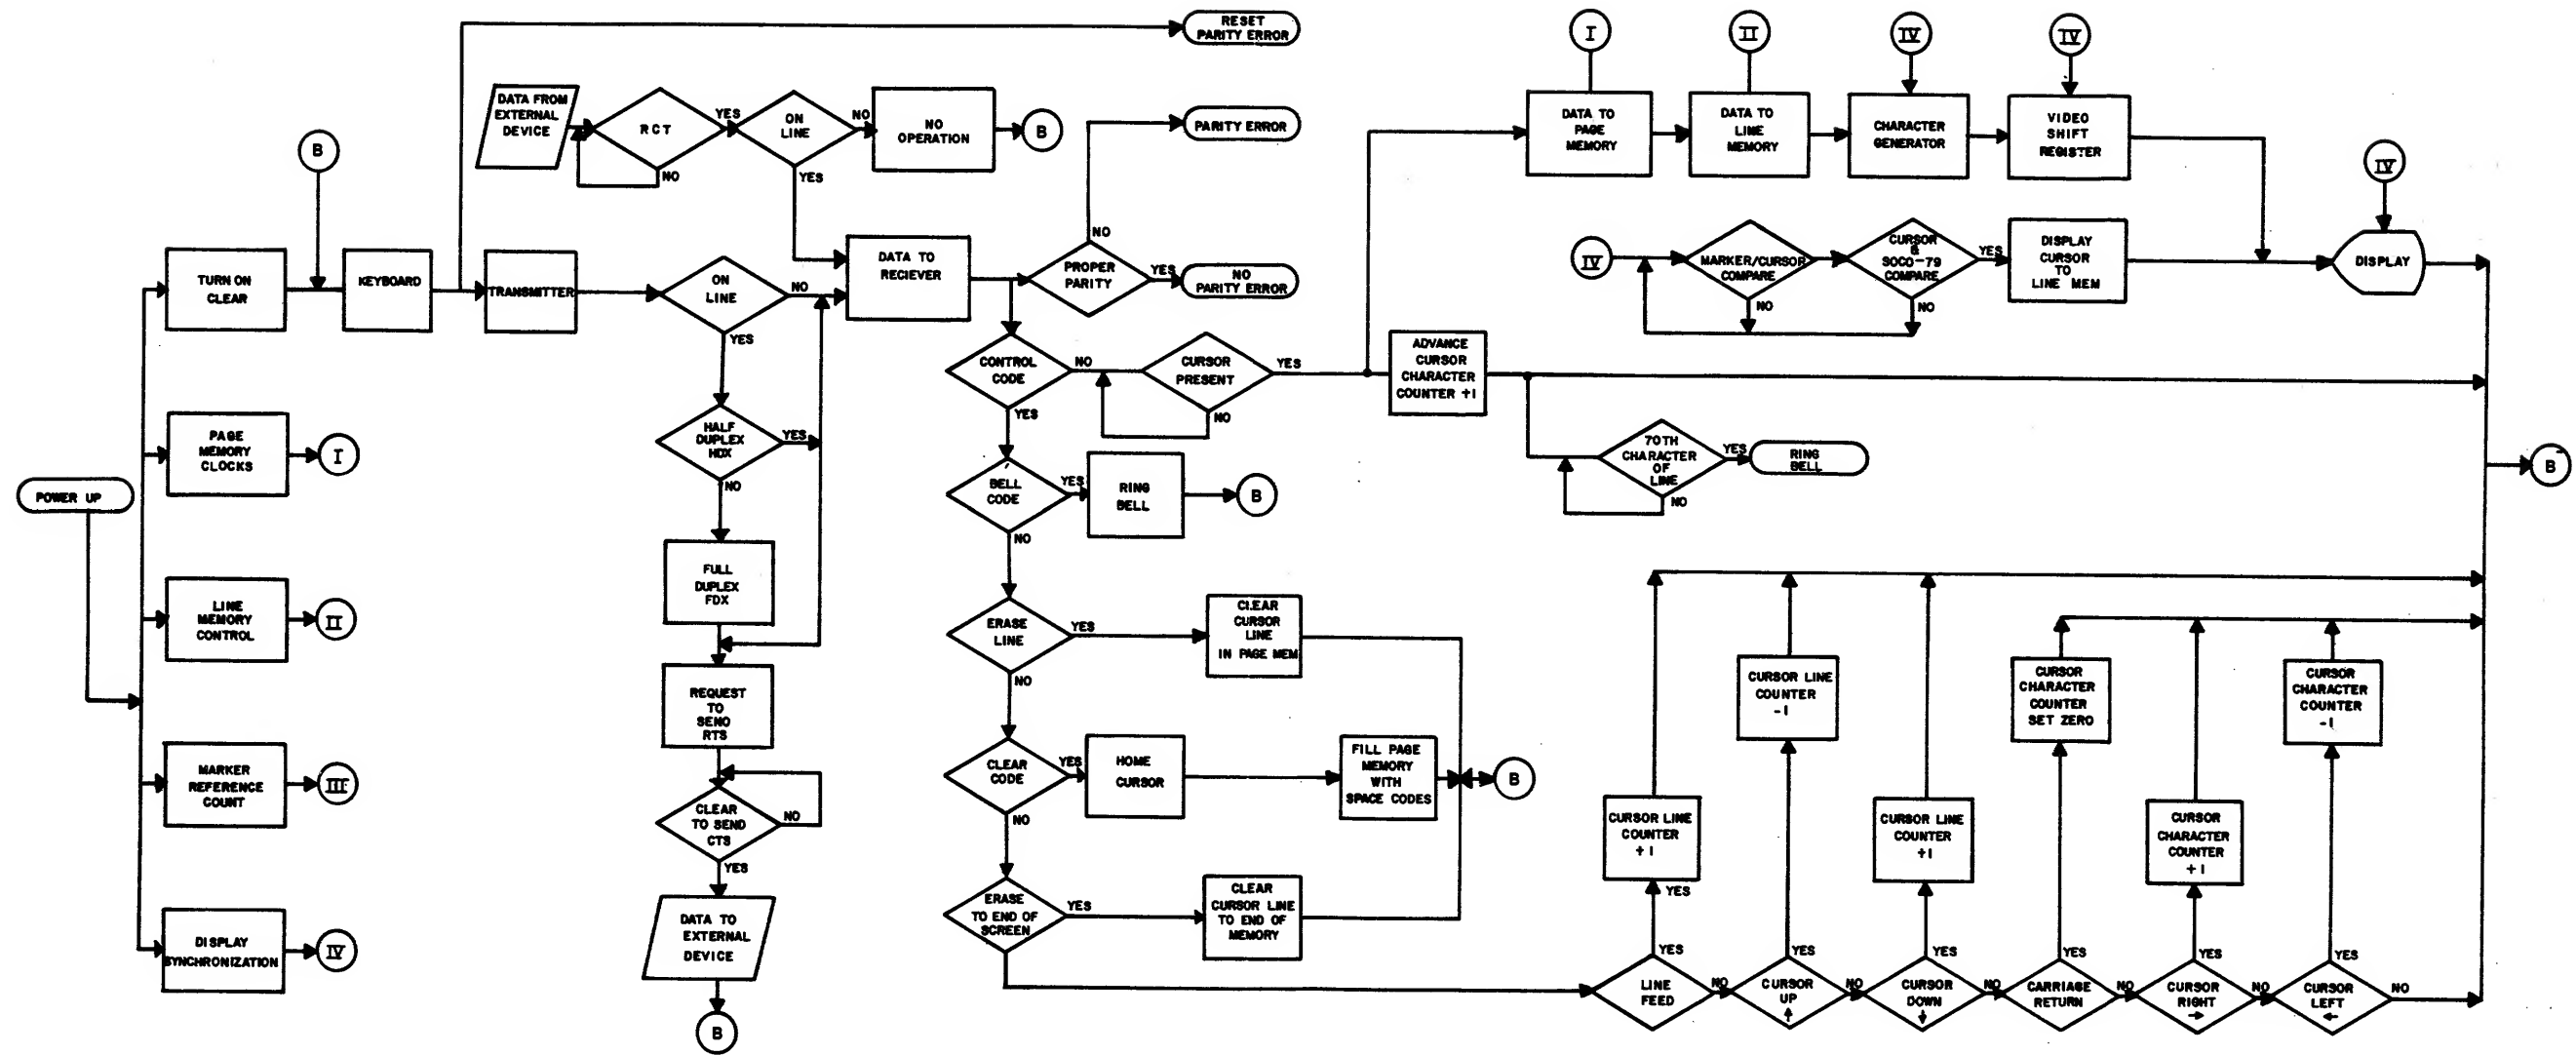 RESET
PARITY ERROR
DATA FROM
EXTERNAL
DEVICE
RCT
YES
NO
ON
LINE
NO
YES
NO
OPERATION
B
PARITY ERROR
B
TURN ON
CLEAR
KEYBOARD
TRANSMITTER
ON
LINE
NO
YES
DATA TO
RECIEVER
PROPER
PARITY
NO
YES
NO
PARITY ERROR
I
II
IV
IV
DATA TO
PAGE
MEMORY
DATA TO
LINE
MEMORY
CHARACTER
GENERATOR
VIDEO
SHIFT
REGISTER
IV
IV
MARKER/CURSOR
COMPARE
NO
CURSOR
&
SOCO-79
COMPARE
YES
NO
DISPLAY
CURSOR
TO
LINE MEM
DISPLAY
CONTROL
CODE
NO
YES
CURSOR
PRESENT
YES
NO
ADVANCE
CURSOR
CHARACTER
COUNTER +1
70TH
CHARACTER
OF
LINE
YES
NO
RING
BELL
B
HALF
DUPLEX
HDX
YES
NO
PAGE
MEMORY
CLOCKS
I
POWER UP
BELL
CODE
YES
NO
RING
BELL
B
FULL
DUPLEX
FDX
LINE
MEMORY
CONTROL
II
ERASE
LINE
YES
NO
CLEAR
CURSOR
LINE
IN PAGE MEM
REQUEST
TO
SEND
RTS
MARKER
REFERENCE
COUNT
III
CLEAR
TO SEND
CTS
NO
YES
CLEAR
CODE
YES
NO
HOME
CURSOR
FILL PAGE
MEMORY
WITH
SPACE CODES
B
DISPLAY
SYNCHRONIZATION
IV
DATA TO
EXTERNAL
DEVICE
B
ERASE
TO END OF
SCREEN
YES
CLEAR
CURSOR LINE
TO END OF
MEMORY
CURSOR LINE
COUNTER
+1
YES
CURSOR LINE
COUNTER
-1
CURSOR LINE
COUNTER
+1
CURSOR
CHARACTER
COUNTER
SET ZERO
CURSOR
CHARACTER
COUNTER
+1
CURSOR
CHARACTER
COUNTER
-1
YES
LINE
FEED
NO
YES
CURSOR
UP
↑
NO
YES
CURSOR
DOWN
↓
NO
YES
CARRIAGE
RETURN
NO
YES
CURSOR
RIGHT
→
NO
YES
CURSOR
LEFT
←
NO